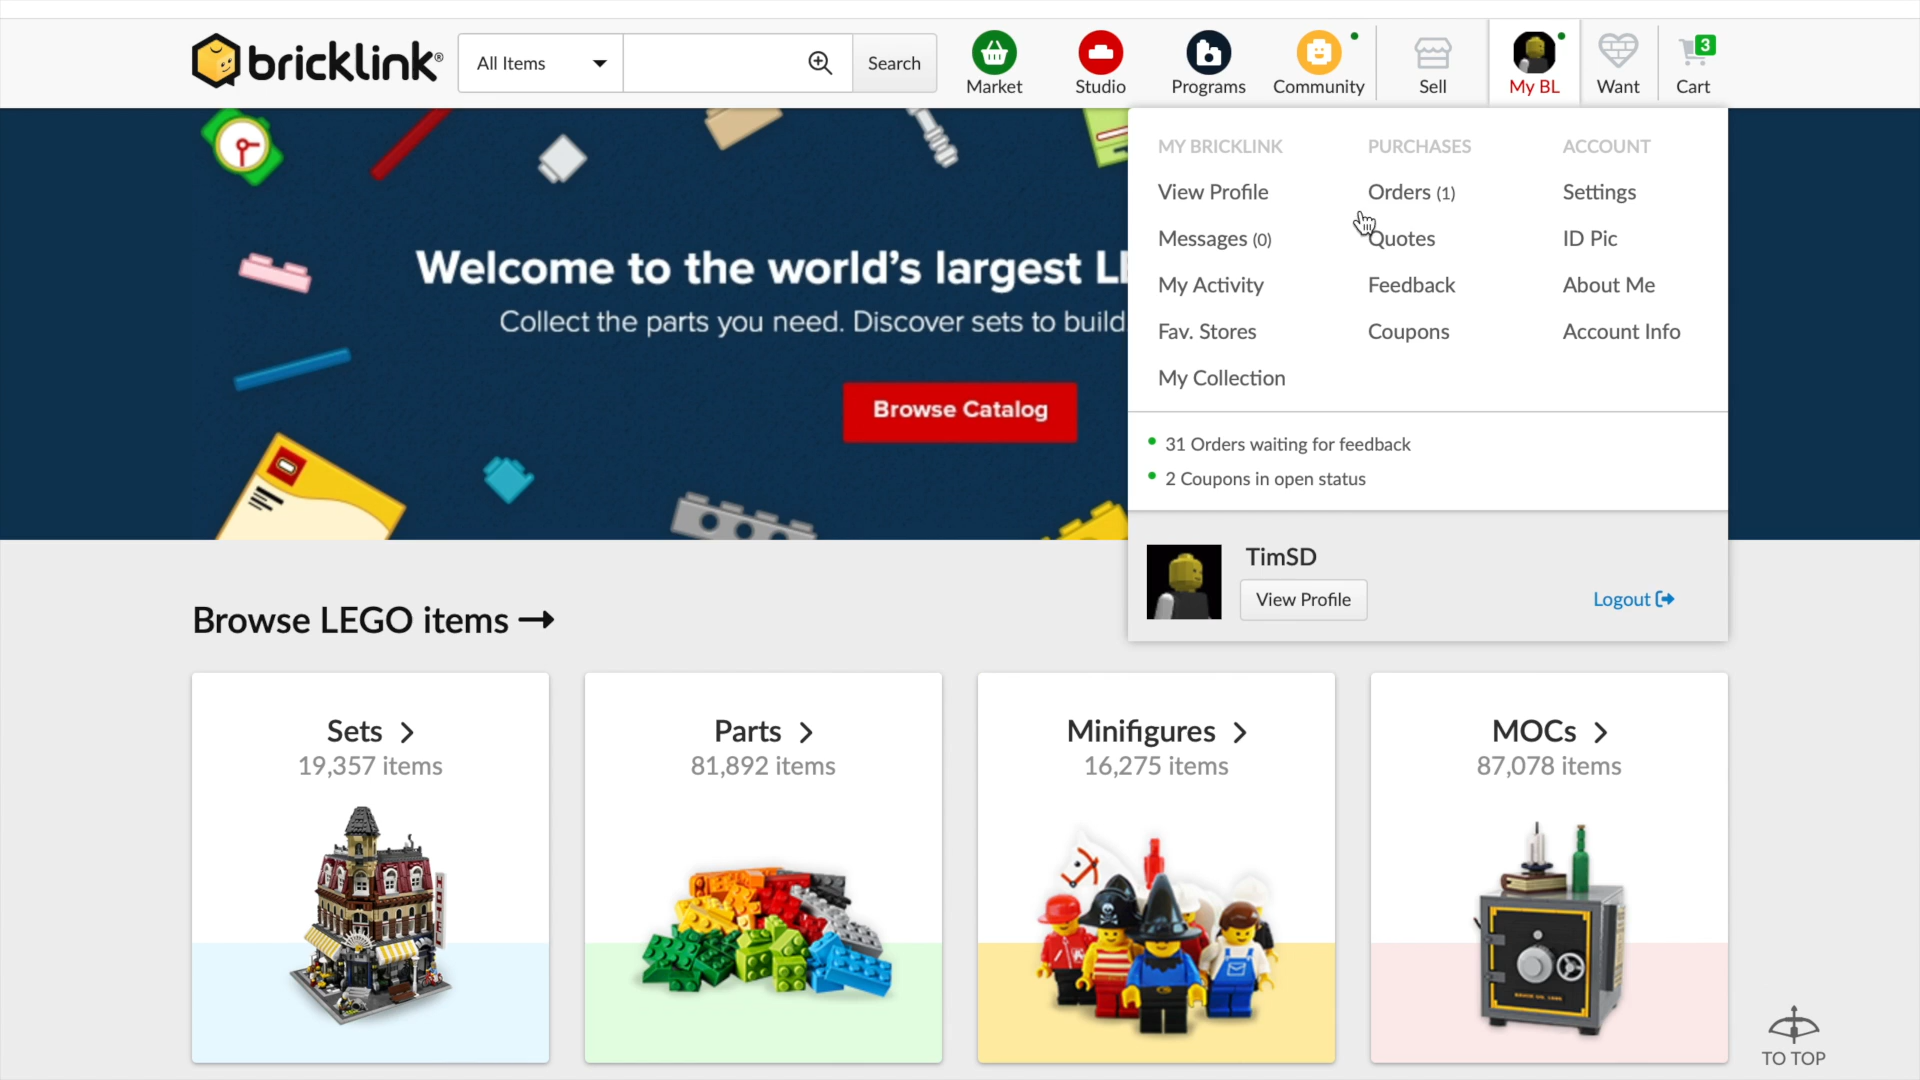 bricklink®
All Items
Search
Market
Studio
Programs
Community
Sell
My BL
Want
3
Cart
MY BRICKLINK
View Profile
Messages (0)
My Activity
Fav. Stores
My Collection
PURCHASES
Orders (1)
Quotes
Feedback
Coupons
ACCOUNT
Settings
ID Pic
About Me
Account Info
31 Orders waiting for feedback
2 Coupons in open status
TimSD
View Profile
Logout
Welcome to the world's largest
Collect the parts you need. Discover sets to build
Browse Catalog
Browse LEGO items
Sets
19,357 items
Parts
81,892 items
Minifigures
16,275 items
MOCs
87,078 items
HOTEL
TO TOP